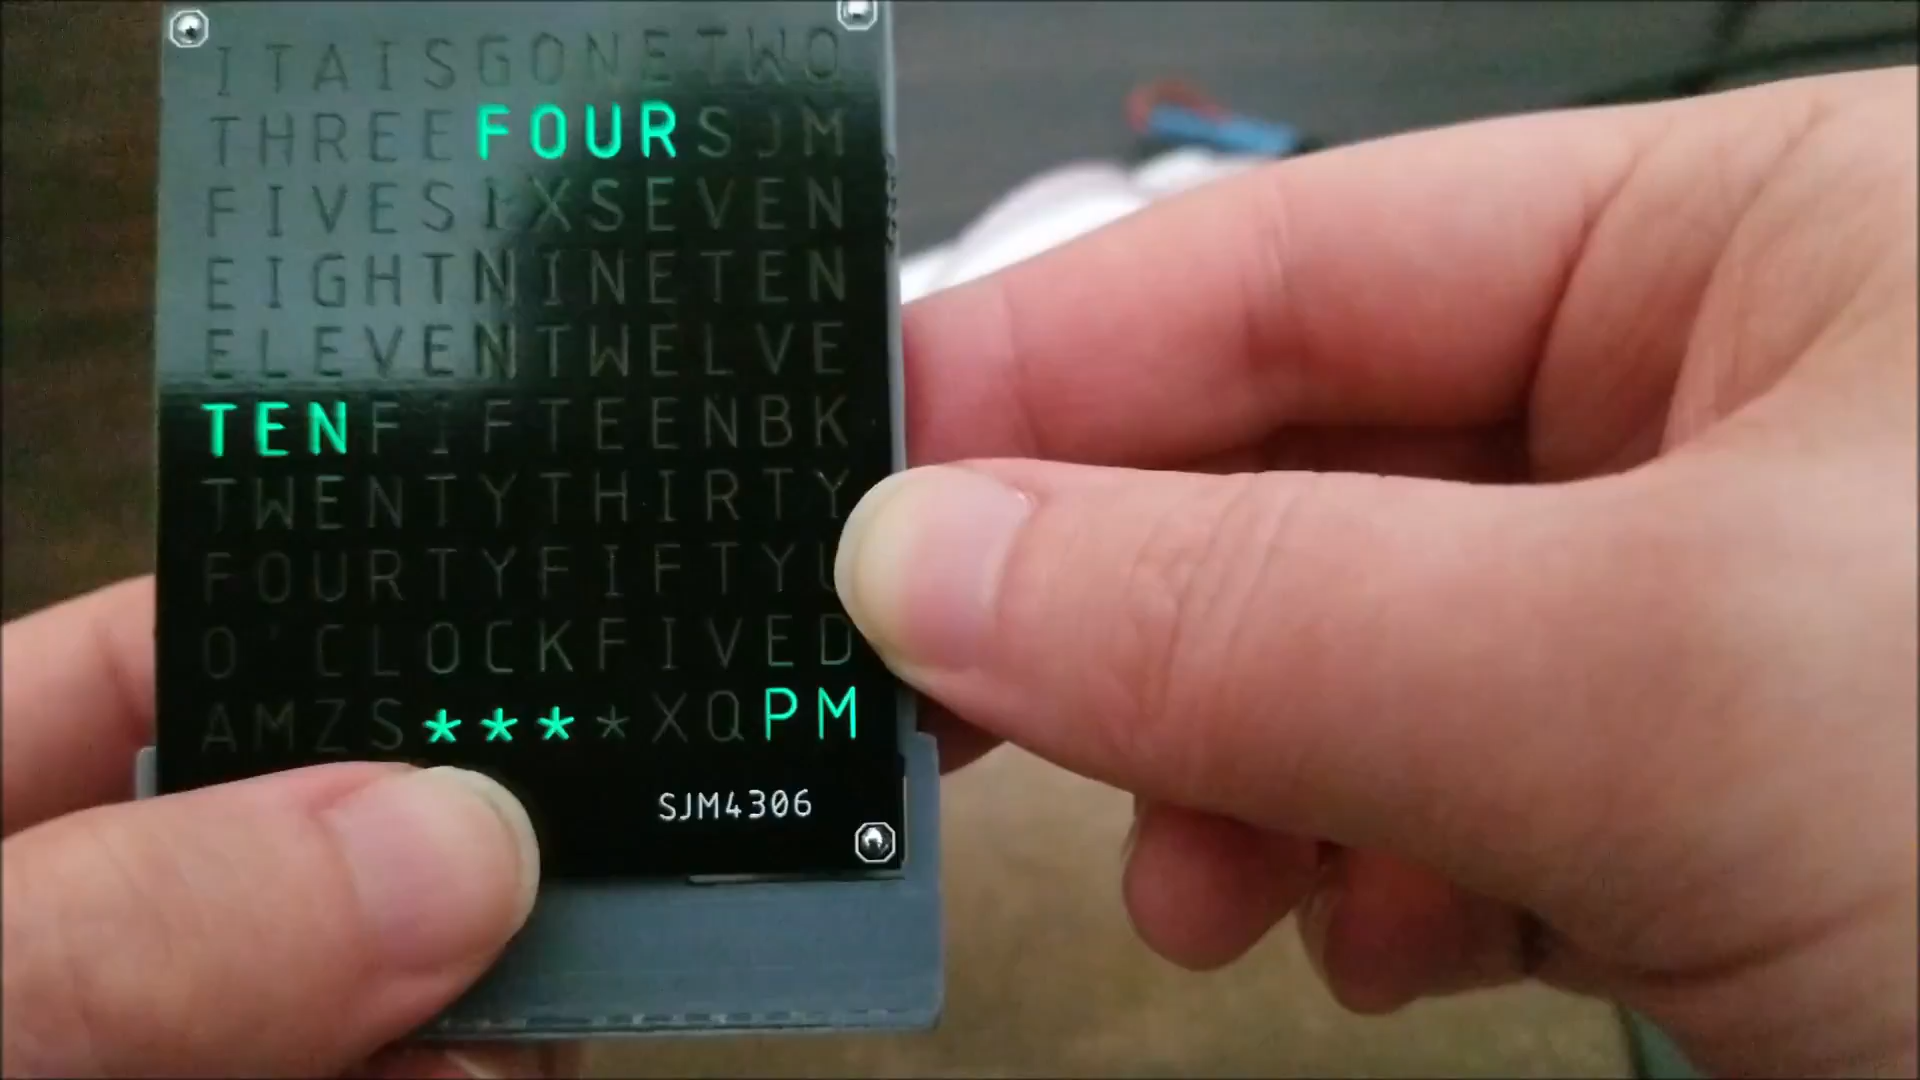 ITAISGONETWO
THREEFOURSJM
FIVESIXSEVEN
EIGHTNINETEN
ELEVENTWELVE
TENFIFTEENBK
TWENTYTHIRTY
FOURTYFIFTYU
O'CLOCKFIVED
AMZS****XQPM
SJM4306